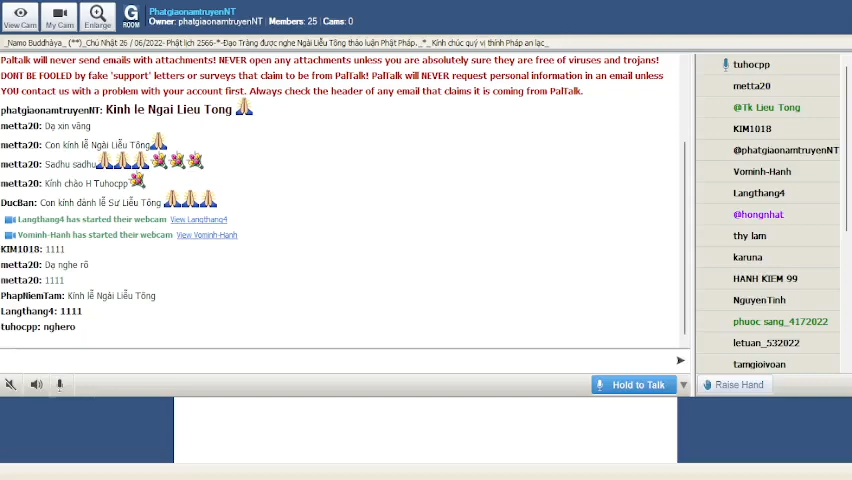 PhatgiaonamtruyenNT
Owner: phatgiaonamtruyenNT | Members: 25 | Cams: 0
View Cam
My Cam
Enlarge
G
ROOM
_Namo Buddhàya_ (**)_Chủ Nhật 26 / 06/2022- Phật lịch 2566-*-Đạo Tràng được nghe Ngài Liễu Tông thảo luận Phật Pháp. _*_ Kính chúc quý vị thính Pháp an lạc_
Paltalk will never send emails with attachments! NEVER open any attachments unless you are absolutely sure they are free of viruses and trojans!
DONT BE FOOLED by fake 'support' letters or surveys that claim to be from PalTalk! PalTalk will NEVER request personal information in an email unless
YOU contact us with a problem with your account first. Always check the header of any email that claims it is coming from PalTalk.
phatgiaonamtruyenNT: Kinh le Ngai Lieu Tong
metta20: Dạ xin vâng
metta20: Con kính lễ Ngài Liễu Tông
metta20: Sadhu sadhu
metta20: Kính chào H Tuhocpp
DucBan: Con kính đảnh lễ Sư Liễu Tông
Langthang4 has started their webcam View Langthang4
Vominh-Hanh has started their webcam View Vominh-Hanh
KIM1018: 1111
metta20: Dạ nghe rõ
metta20: 1111
PhapNiemTam: Kính lễ Ngài Liễu Tông
Langthang4: 1111
tuhocpp: nghero
tuhocpp
metta20
@Tk Lieu Tong
KIM1018
@phatgiaonamtruyenNT
Vominh-Hanh
Langthang4
@hongnhat
thy lam
karuna
HANH KIEM 99
NguyenTinh
phuoc sang_4172022
letuan_532022
tamgioivoan
Hold to Talk
Raise Hand